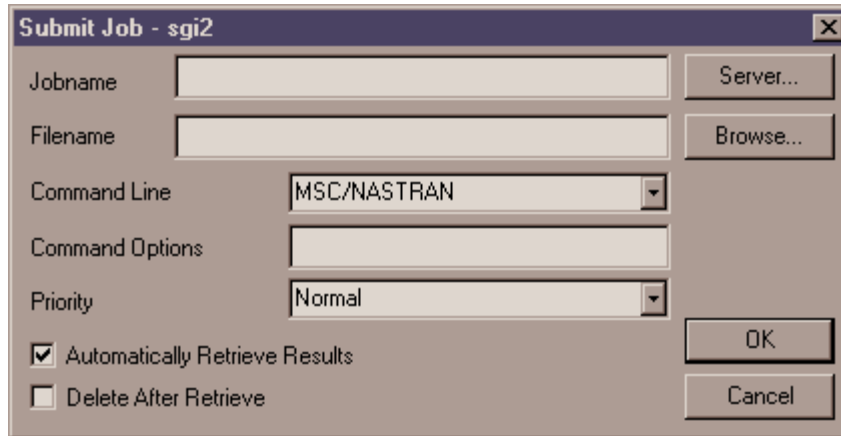 Submit Job - sgi2
Jobname
Server...
Filename
Browse...
Command Line
MSC/NASTRAN
Command Options
Priority
Normal
Automatically Retrieve Results
OK
Delete After Retrieve
Cancel